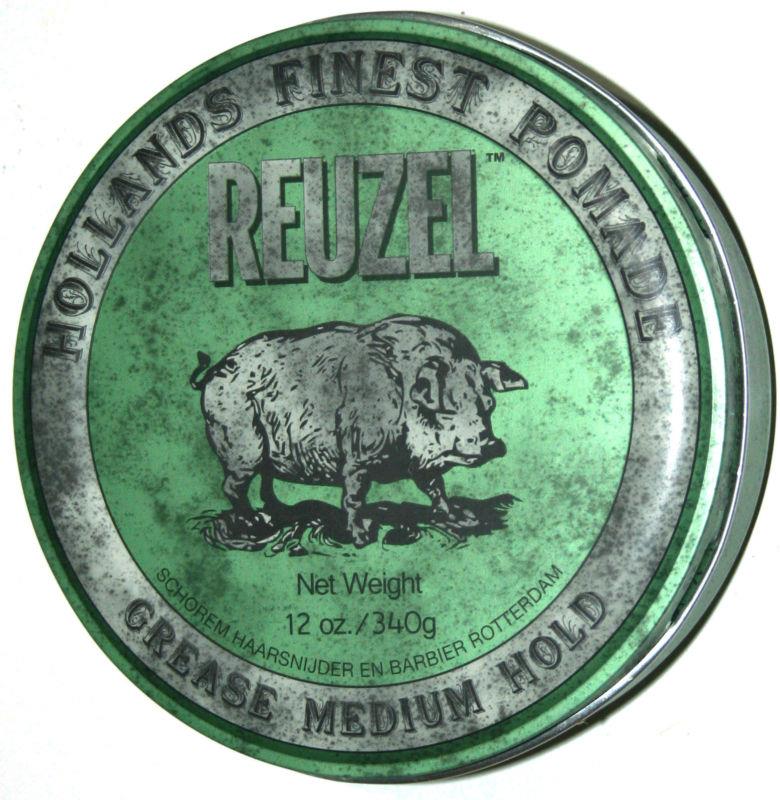 HOLLANDS FINEST POMADE
REUZEL™
Net Weight
12 oz./340g
SCHOREM HAARSNIJDER EN BARBIER ROTTERDAM
GREASE MEDIUM HOLD